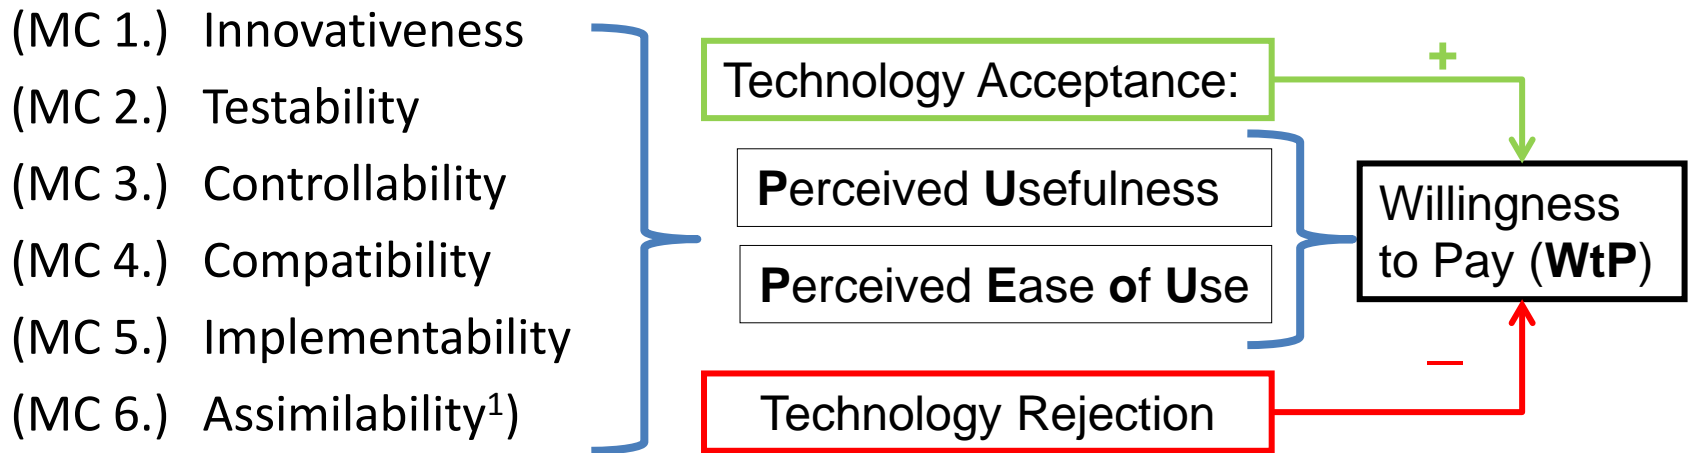 (MC 1.) Innovativeness
(MC 2.) Testability
(MC 3.) Controllability
(MC 4.) Compatibility
(MC 5.) Implementability
(MC 6.) Assimilability¹)
Technology Acceptance:
Perceived Usefulness
Perceived Ease of Use
Technology Rejection
+
Willingness
to Pay (WtP)
—